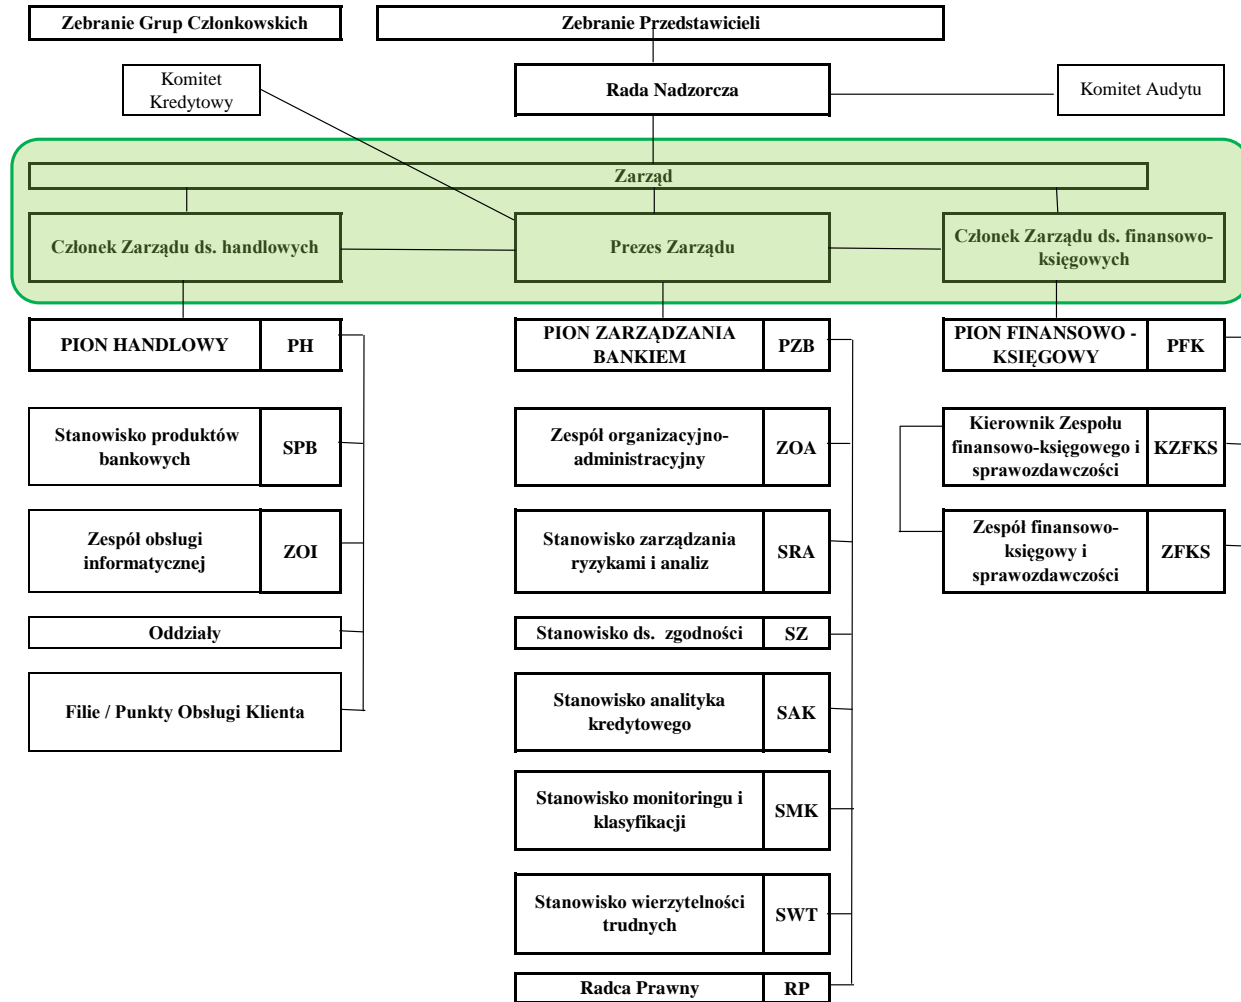 Zebranie Grup Członkowskich
Zebranie Przedstawicieli
Komitet
Kredytowy
Rada Nadzorcza
Komitet Audytu
Zarząd
Członek Zarządu ds. handlowych
Prezes Zarządu
Członek Zarządu ds. finansowo-
księgowych
PION HANDLOWY
PH
PION ZARZĄDZANIA
BANKIEM
PZB
PION FINANSOWO -
KSIĘGOWY
PFK
Stanowisko produktów
bankowych
SPB
Zespół organizacyjno-
administracyjny
ZOA
Kierownik Zespołu
finansowo-księgowego i
sprawozdawczości
KZFKS
Zespół obsługi
informatycznej
ZOI
Stanowisko zarządzania
ryzykami i analiz
SRA
Zespół finansowo-
księgowy i
sprawozdawczości
ZFKS
Oddziały
Stanowisko ds. zgodności
SZ
Filie / Punkty Obsługi Klienta
Stanowisko analityka
kredytowego
SAK
Stanowisko monitoringu i
klasyfikacji
SMK
Stanowisko wierzytelności
trudnych
SWT
Radca Prawny
RP